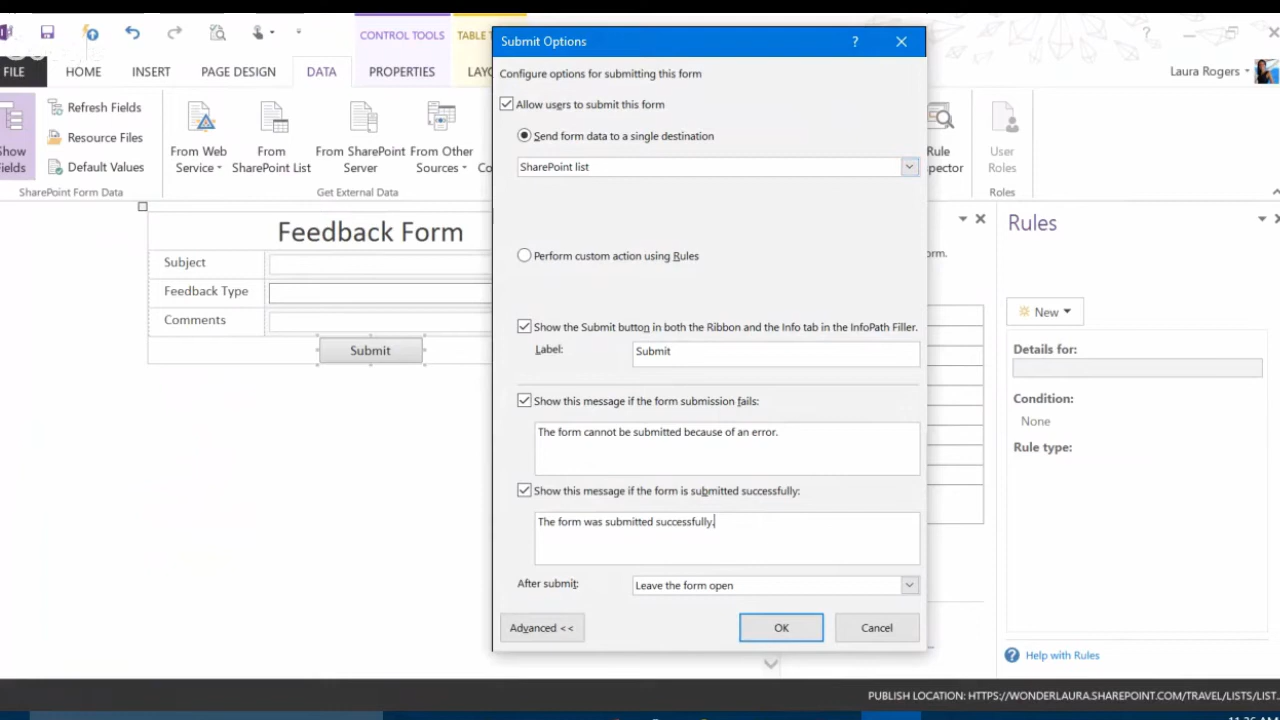 Submit Options
?
CONTROL TOOLS
TABLE T
FILE
HOME
INSERT
PAGE DESIGN
DATA
PROPERTIES
LAYO
Laura Rogers
Configure options for submitting this form
Allow users to submit this form
Send form data to a single destination
SharePoint list
Perform custom action using Rules
Show the Submit button in both the Ribbon and the Info tab in the InfoPath Filler.
Label:
Submit
Show this message if the form submission fails:
The form cannot be submitted because of an error.
Show this message if the form is submitted successfully:
The form was submitted successfully.
After submit:
Leave the form open
Advanced <<
OK
Cancel
Show
Fields
Refresh Fields
Resource Files
Default Values
SharePoint Form Data
From Web
Service
From
SharePoint List
From SharePoint
Server
From Other
Sources
Get External Data
Rule
spector
User
Roles
Roles
Feedback Form
Subject
Feedback Type
Comments
Submit
orm.
Rules
New
Details for:
Condition:
None
Rule type:
Help with Rules
PUBLISH LOCATION: HTTPS://WONDERLAURA.SHAREPOINT.COM/TRAVEL/LISTS/LIST...